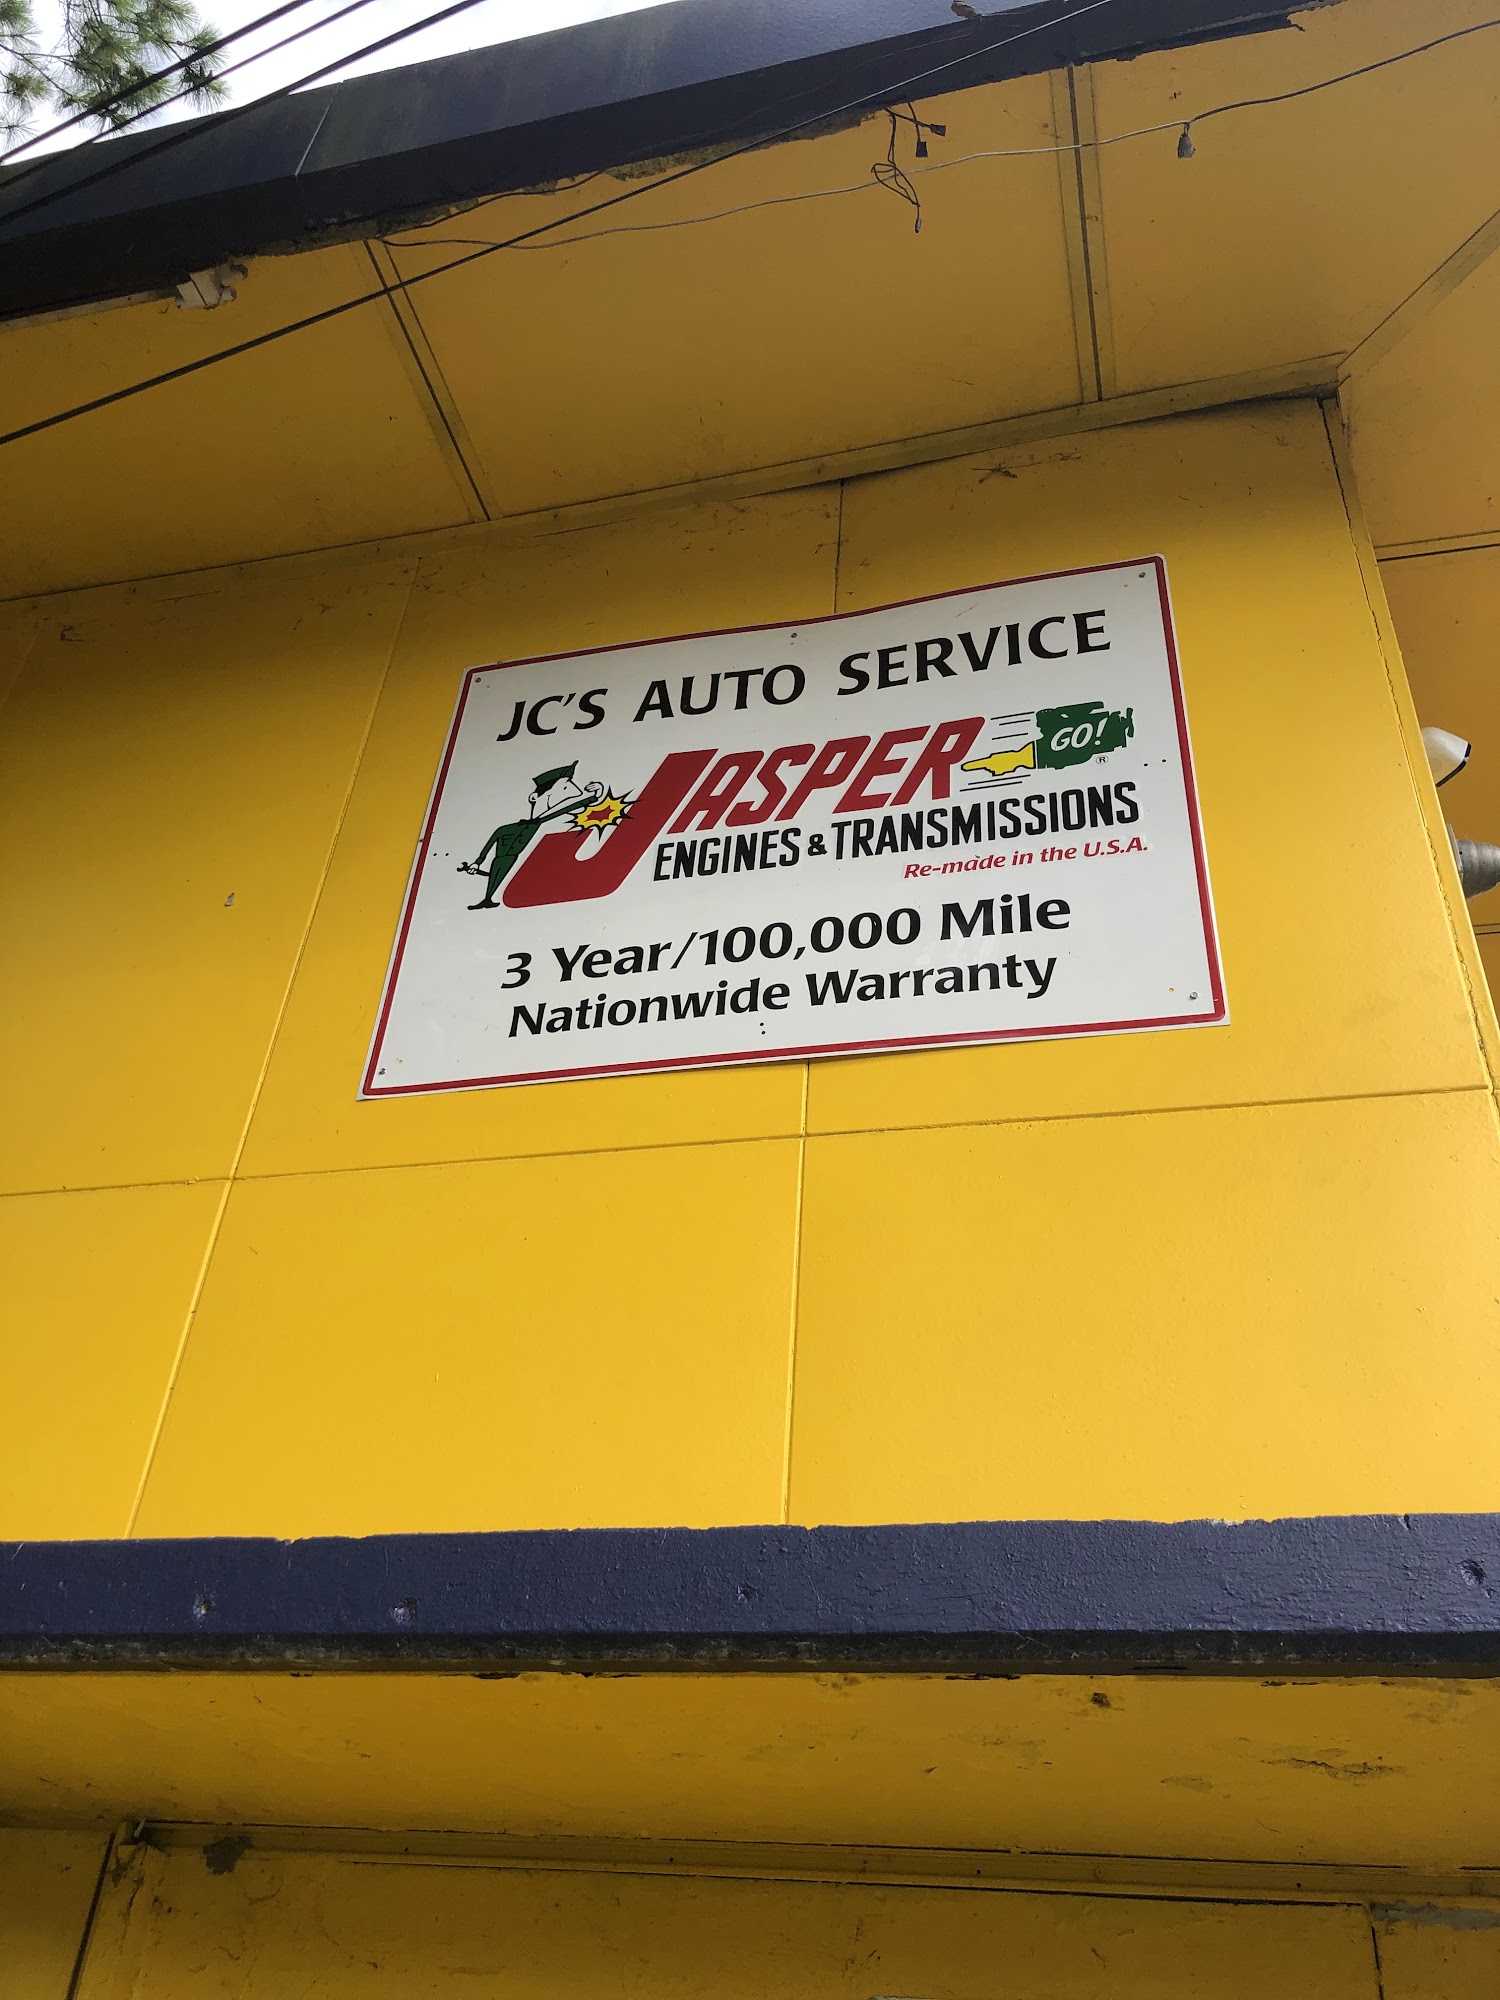 JC'S AUTO SERVICE
JASPER GO!®
ENGINES & TRANSMISSIONS
Re-made in the U.S.A.
3 Year/100,000 Mile
Nationwide Warranty